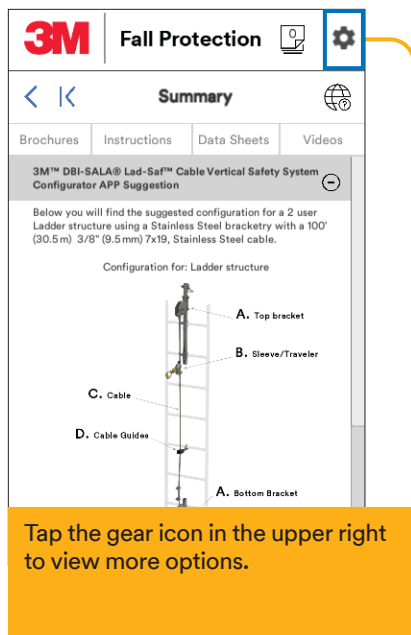 3M Fall Protection 0
Summary
Brochures Instructions Data Sheets Videos
3M™ DBI-SALA® Lad-Saf™ Cable Vertical Safety System
Configurator APP Suggestion
Below you will find the suggested configuration for a 2 user
Ladder structure using a Stainless Steel bracketry with a 100'
(30.5 m) 3/8" (9.5 mm) 7x19, Stainless Steel cable.
Configuration for: Ladder structure
A. Top bracket
B. Sleeve/Traveler
C. Cable
D. Cable Guides
A. Bottom Bracket
Tap the gear icon in the upper right
to view more options.